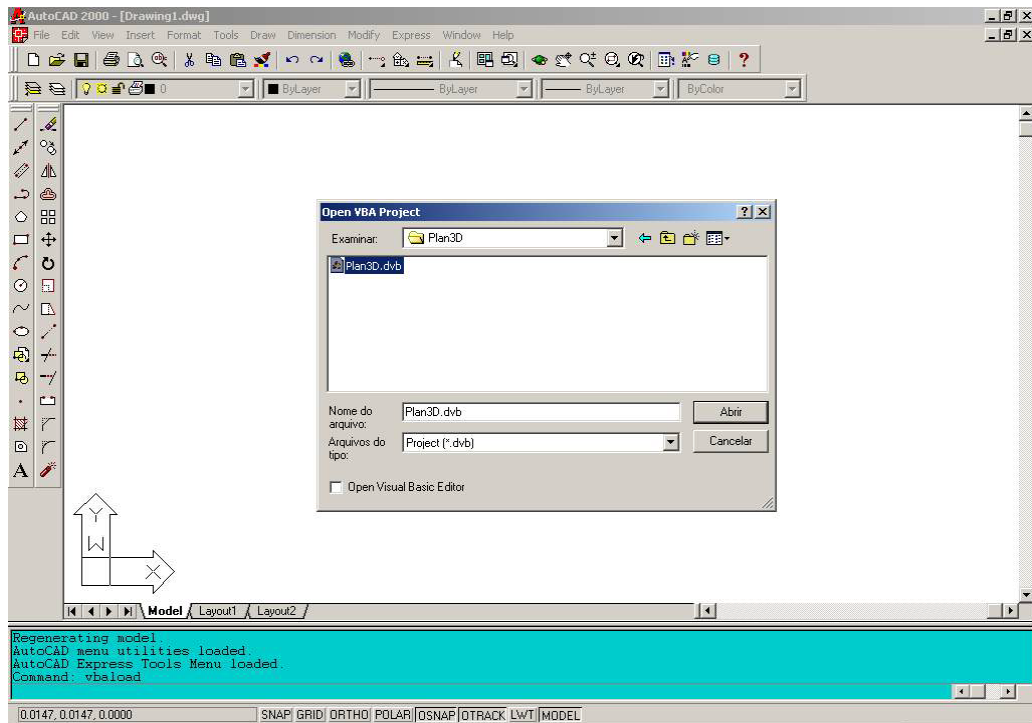 AutoCAD 2000 - [Drawing1.dwg]
File Edit View Insert Format Tools Draw Dimension Modify Express Window Help
0 ByLayer ByLayer ByLayer ByColor
Open VBA Project
Examinar: Plan3D
Plan3D.dvb
Nome do arquivo: Plan3D.dvb Abrir
Arquivos do tipo: Project (*.dvb) Cancelar
Open Visual Basic Editor
A
Y
W
X
Model Layout1 Layout2
Regenerating model.
AutoCAD menu utilities loaded.
AutoCAD Express Tools Menu loaded.
Command: vbaload
0.0147, 0.0147, 0.0000 SNAP GRID ORTHO POLAR OSNAP OTRACK LWT MODEL